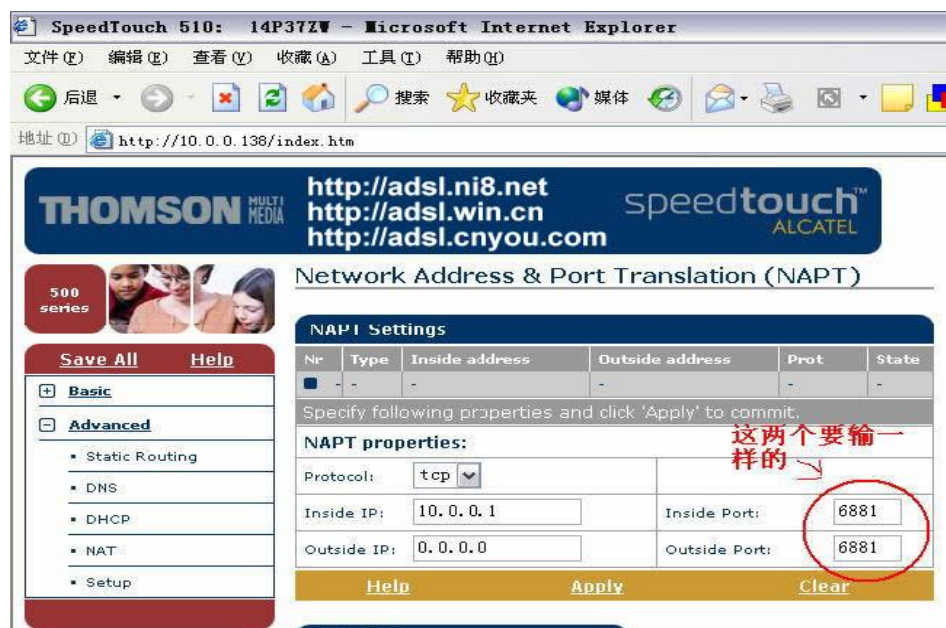 SpeedTouch 510: 14P37ZW - Microsoft Internet Explorer
文件(F) 编辑(E) 查看(V) 收藏(A) 工具(T) 帮助(H)
后退 搜索 收藏夹 媒体
地址(D) http://10.0.0.138/index.htm
THOMSON MULTI MEDIA
http://adsl.ni8.net
http://adsl.win.cn
http://adsl.cnyou.com
speedtouch™
ALCATEL
500 series
Network Address & Port Translation (NAPT)
Save All Help
Basic
Advanced
Static Routing
DNS
DHCP
NAT
Setup
NAPT Settings
Nr Type Inside address Outside address Prot State
- - - - - -
Specify following properties and click 'Apply' to commit.
NAPT properties:
这两个要输一
样的
Protocol: tcp
Inside IP: 10.0.0.1 Inside Port: 6881
Outside IP: 0.0.0.0 Outside Port: 6881
Help Apply Clear